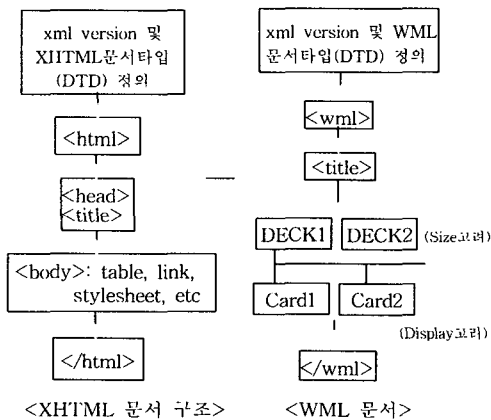 xml version 및
XHTML문서타입
(DTD) 정의
<html>
<head>
<title>
<body>: table, link,
stylesheet, etc
</html>
<XHTML 문서 구조>
xml version 및 WML
문서타입(DTD) 정의
<wml>
<title>
DECK1 DECK2 (Size고려)
Card1 Card2
(Display고려)
</wml>
<WML 문서>